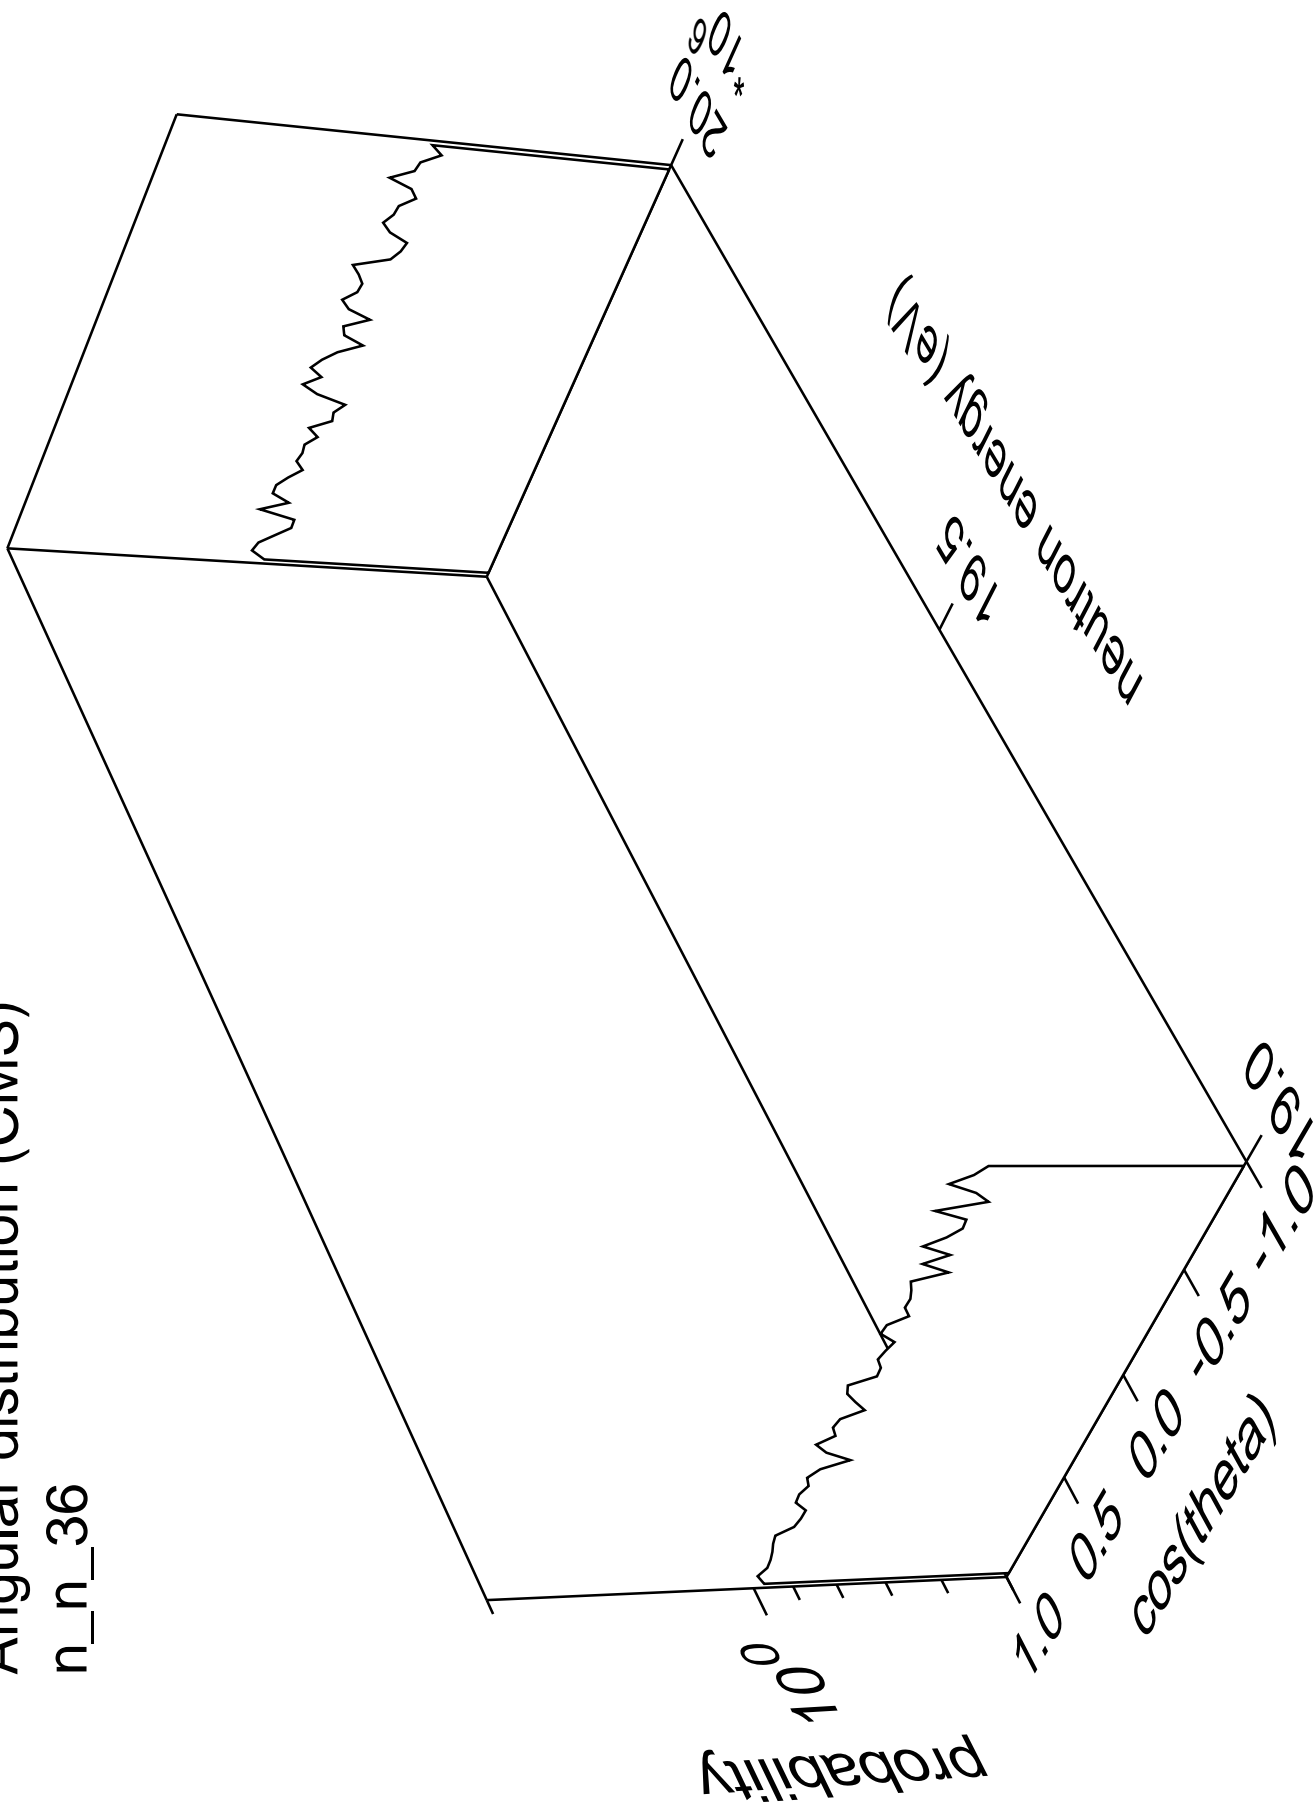 Angular distribution (CMS)
n_n_36
probability
10^0
1.0
0.5
0.0
-0.5
-1.0
cos(theta)
19.0
19.5
20.0
*10^6
neutron energy (eV)